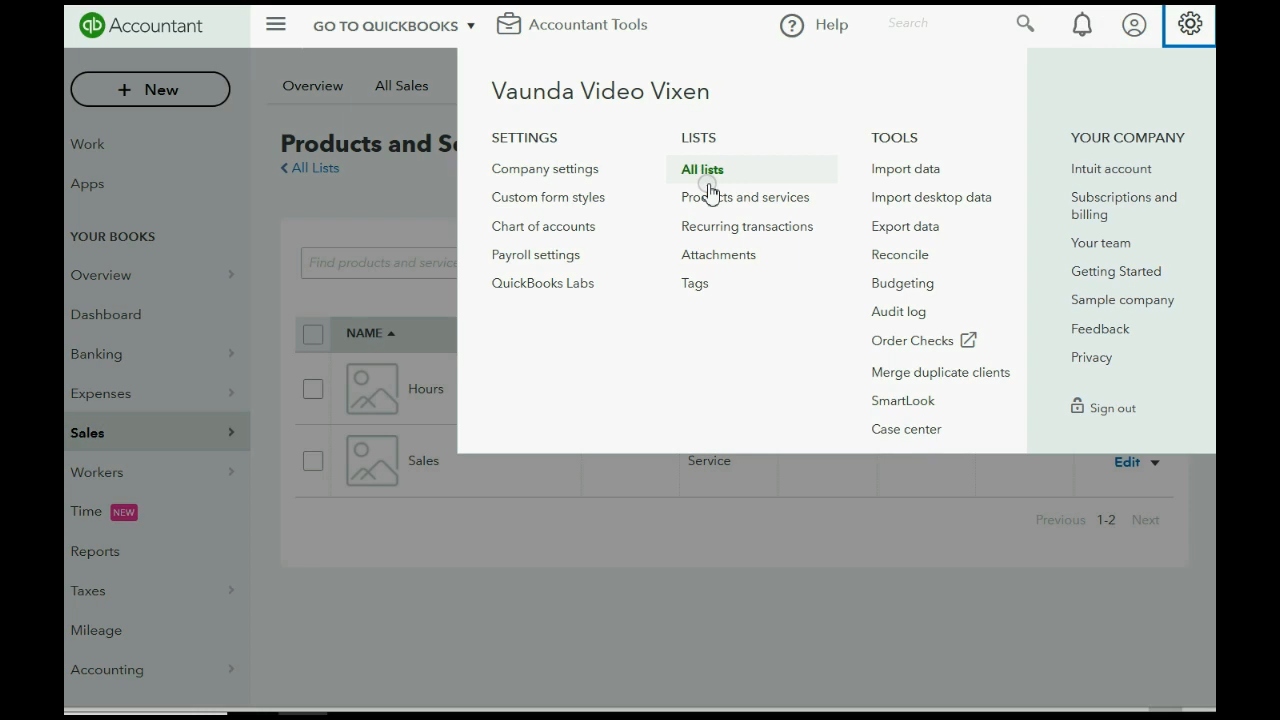 qb Accountant
GO TO QUICKBOOKS
Accountant Tools
Help
Search
+ New
Work
Apps
YOUR BOOKS
Overview
Dashboard
Banking
Expenses
Sales
Workers
Time NEW
Reports
Taxes
Mileage
Accounting
Overview
All Sales
Products and Se
All Lists
Find products and service
NAME
Hours
Sales
Service
Edit
Previous 1-2 Next
Vaunda Video Vixen
SETTINGS
Company settings
Custom form styles
Chart of accounts
Payroll settings
QuickBooks Labs
LISTS
All lists
Products and services
Recurring transactions
Attachments
Tags
TOOLS
Import data
Import desktop data
Export data
Reconcile
Budgeting
Audit log
Order Checks
Merge duplicate clients
SmartLook
Case center
YOUR COMPANY
Intuit account
Subscriptions and
billing
Your team
Getting Started
Sample company
Feedback
Privacy
Sign out